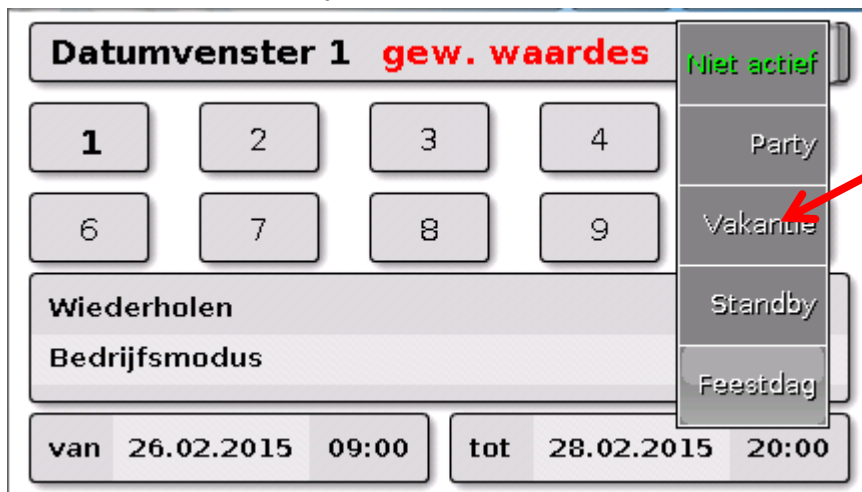 Datumvenster 1 gew. waardes
Niet actief
1 2 3 4
Party
6 7 8 9
Vakantie
Wiederholen
Standby
Bedrijfsmodus
Feestdag
van 26.02.2015 09:00 tot 28.02.2015 20:00